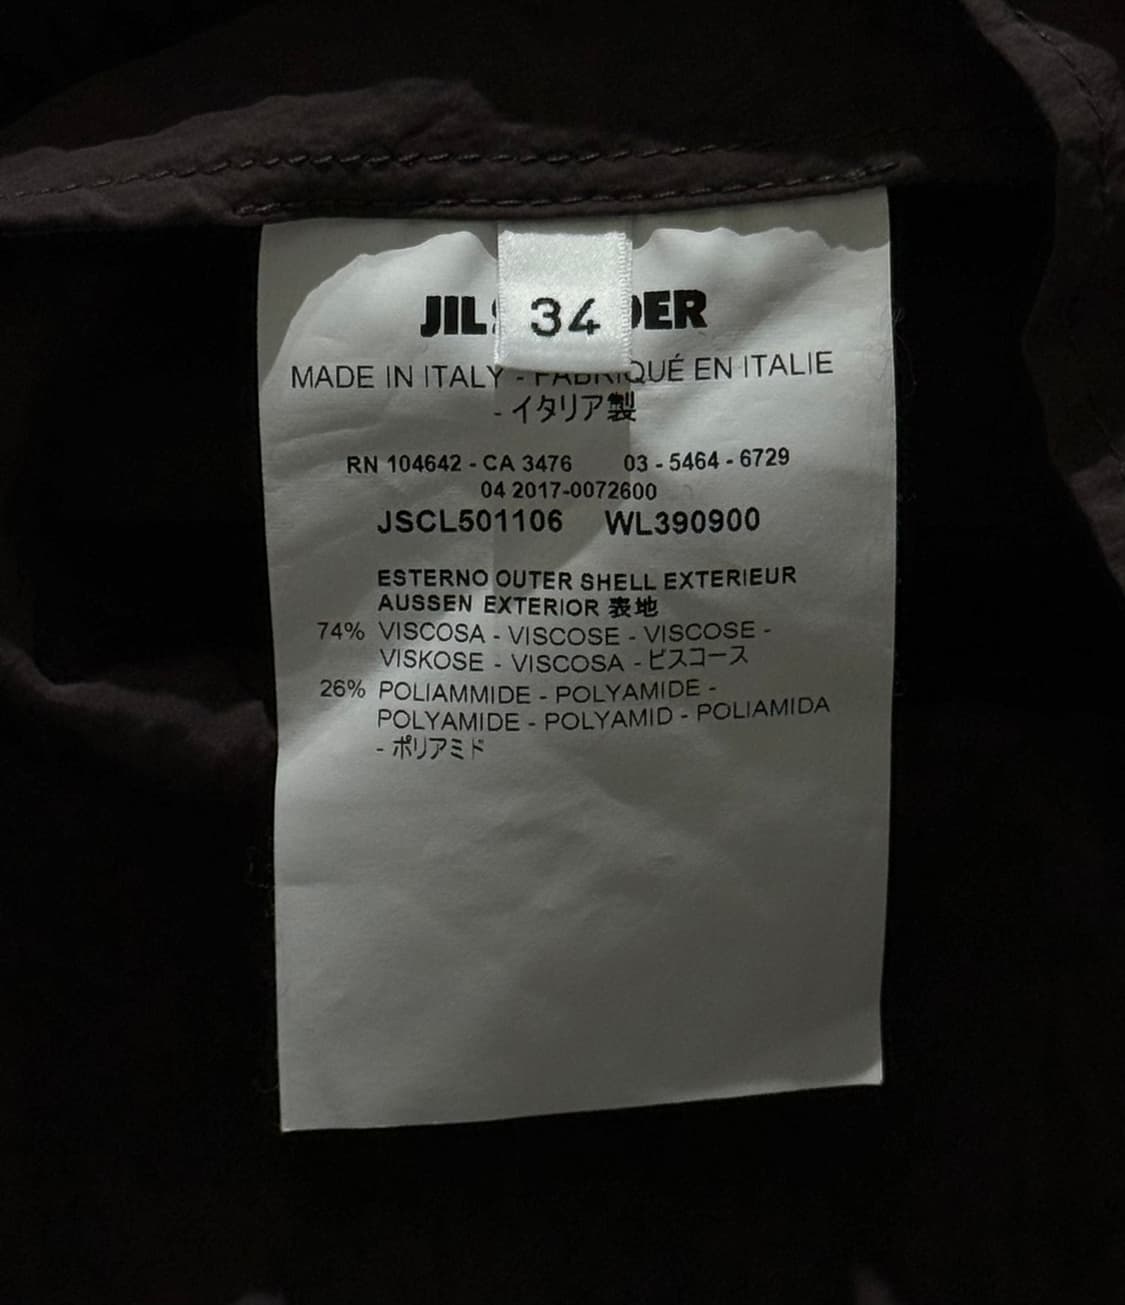 34
JIL DER
MADE IN ITALY - FABRIQUÉ EN ITALIE
- イタリア製
RN 104642 - CA 3476 03 - 5464 - 6729
04 2017-0072600
JSCL501106 WL390900
ESTERNO OUTER SHELL EXTERIEUR
AUSSEN EXTERIOR 表地
74% VISCOSA - VISCOSE - VISCOSE -
VISKOSE - VISCOSA - ビスコース
26% POLIAMMIDE - POLYAMIDE -
POLYAMIDE - POLYAMID - POLIAMIDA
- ポリアミド